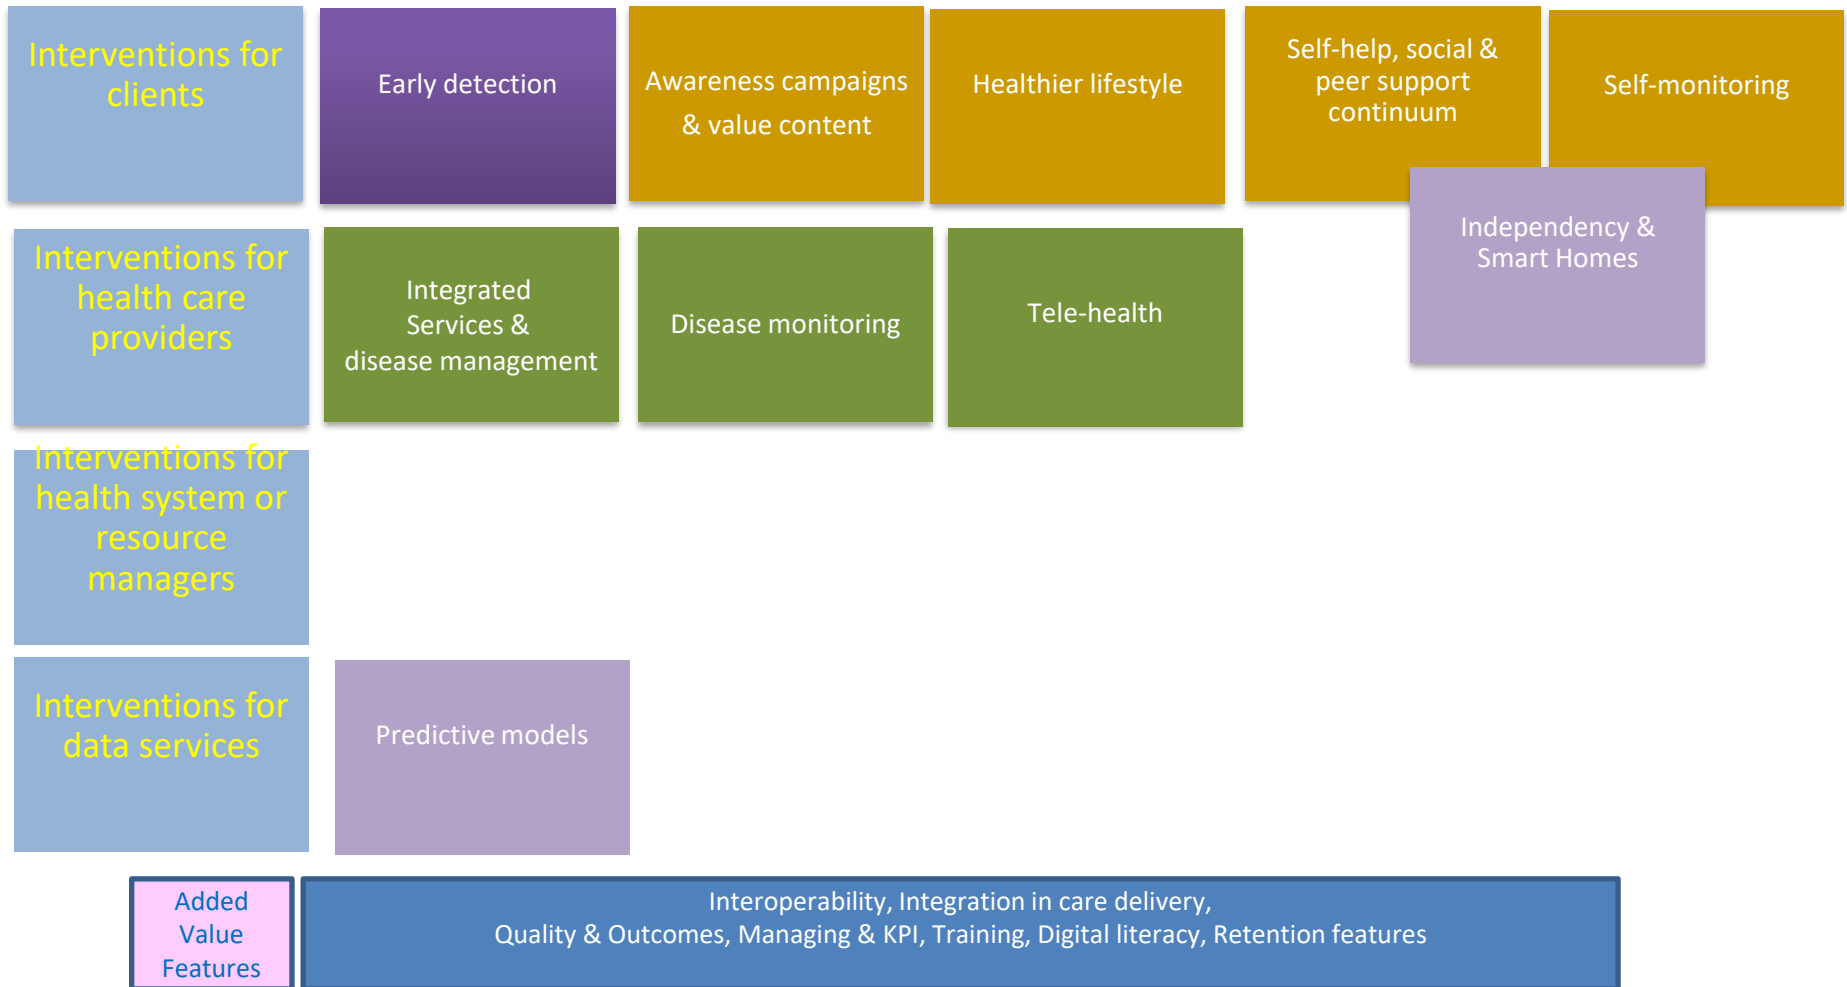 Interventions for
clients
Early detection
Awareness campaigns
& value content
Healthier lifestyle
Self-help, social &
peer support
continuum
Self-monitoring
Independency &
Smart Homes
Interventions for
health care
providers
Integrated
Services &
disease management
Disease monitoring
Tele-health
Interventions for
health system or
resource
managers
Interventions for
data services
Predictive models
Added
Value
Features
Interoperability, Integration in care delivery,
Quality & Outcomes, Managing & KPI, Training, Digital literacy, Retention features